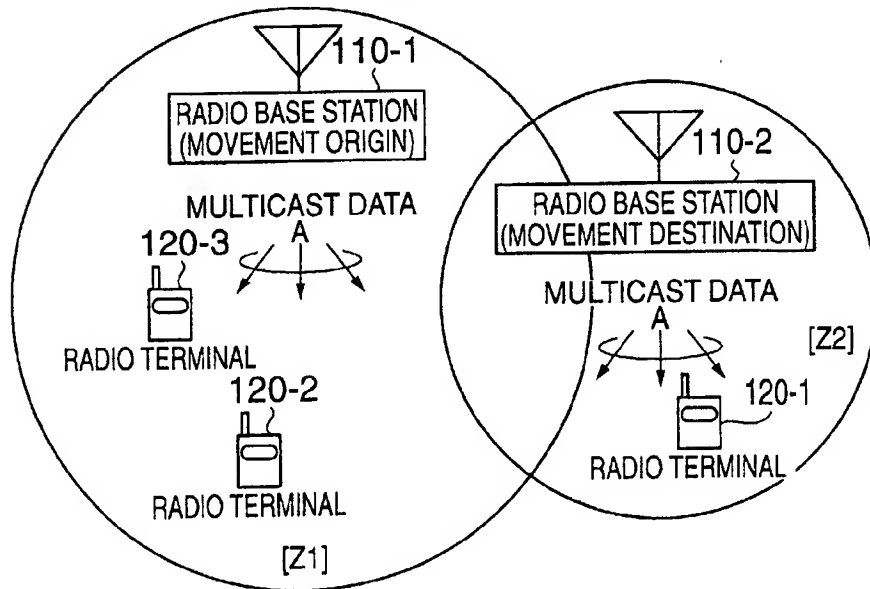 110-1
RADIO BASE STATION
(MOVEMENT ORIGIN)
110-2
RADIO BASE STATION
(MOVEMENT DESTINATION)
MULTICAST DATA
A
120-3
RADIO TERMINAL
MULTICAST DATA
A
[Z2]
120-2
RADIO TERMINAL
120-1
RADIO TERMINAL
[Z1]